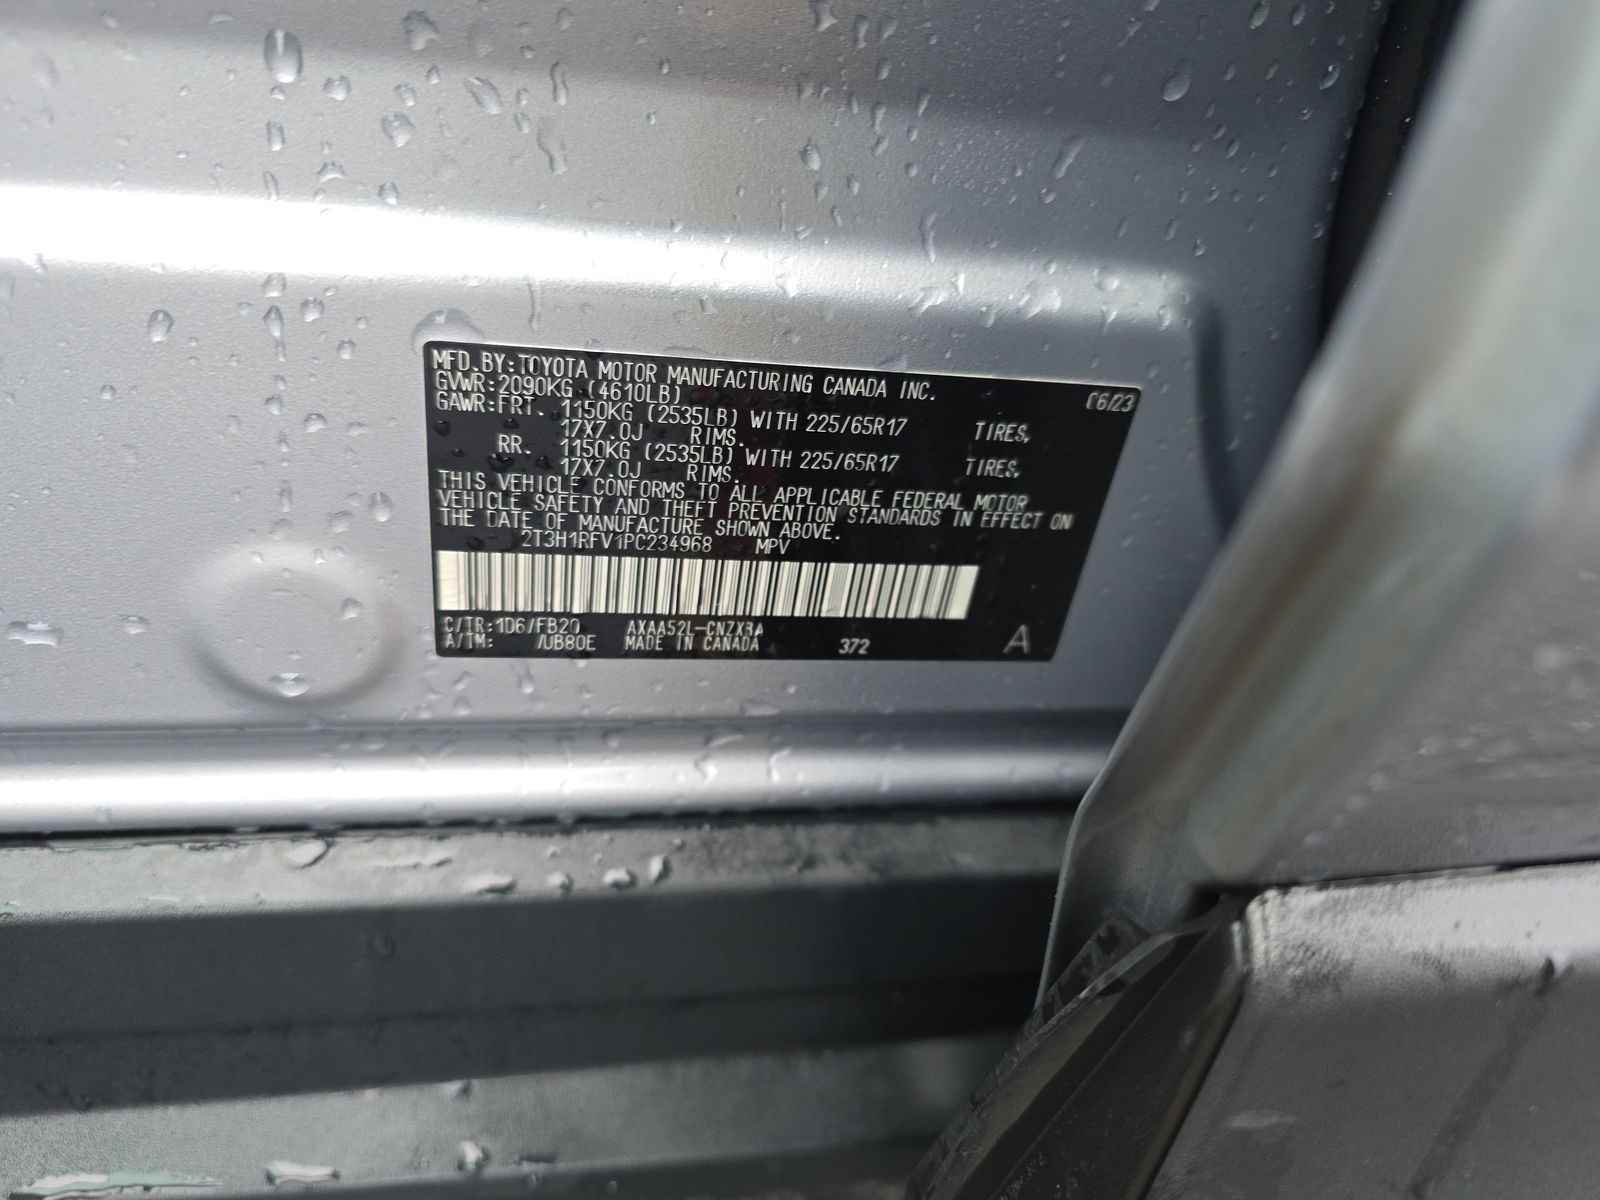 MFD.BY:TOYOTA MOTOR MANUFACTURING CANADA INC. 06/23
GVWR:2090KG (4610LB)
GAWR:FRT. 1150KG (2535LB) WITH 225/65R17 TIRES,
17X7.0J RIMS.
RR. 1150KG (2535LB) WITH 225/65R17 TIRES,
17X7.0J RIMS.
THIS VEHICLE CONFORMS TO ALL APPLICABLE FEDERAL MOTOR
VEHICLE SAFETY AND THEFT PREVENTION STANDARDS IN EFFECT ON
THE DATE OF MANUFACTURE SHOWN ABOVE.
2T3H1RFV1PC234968 MPV
C/TR:1D6/FB20 AXAA52L-CNZXBA
A/TM: /UB80E MADE IN CANADA 372 A